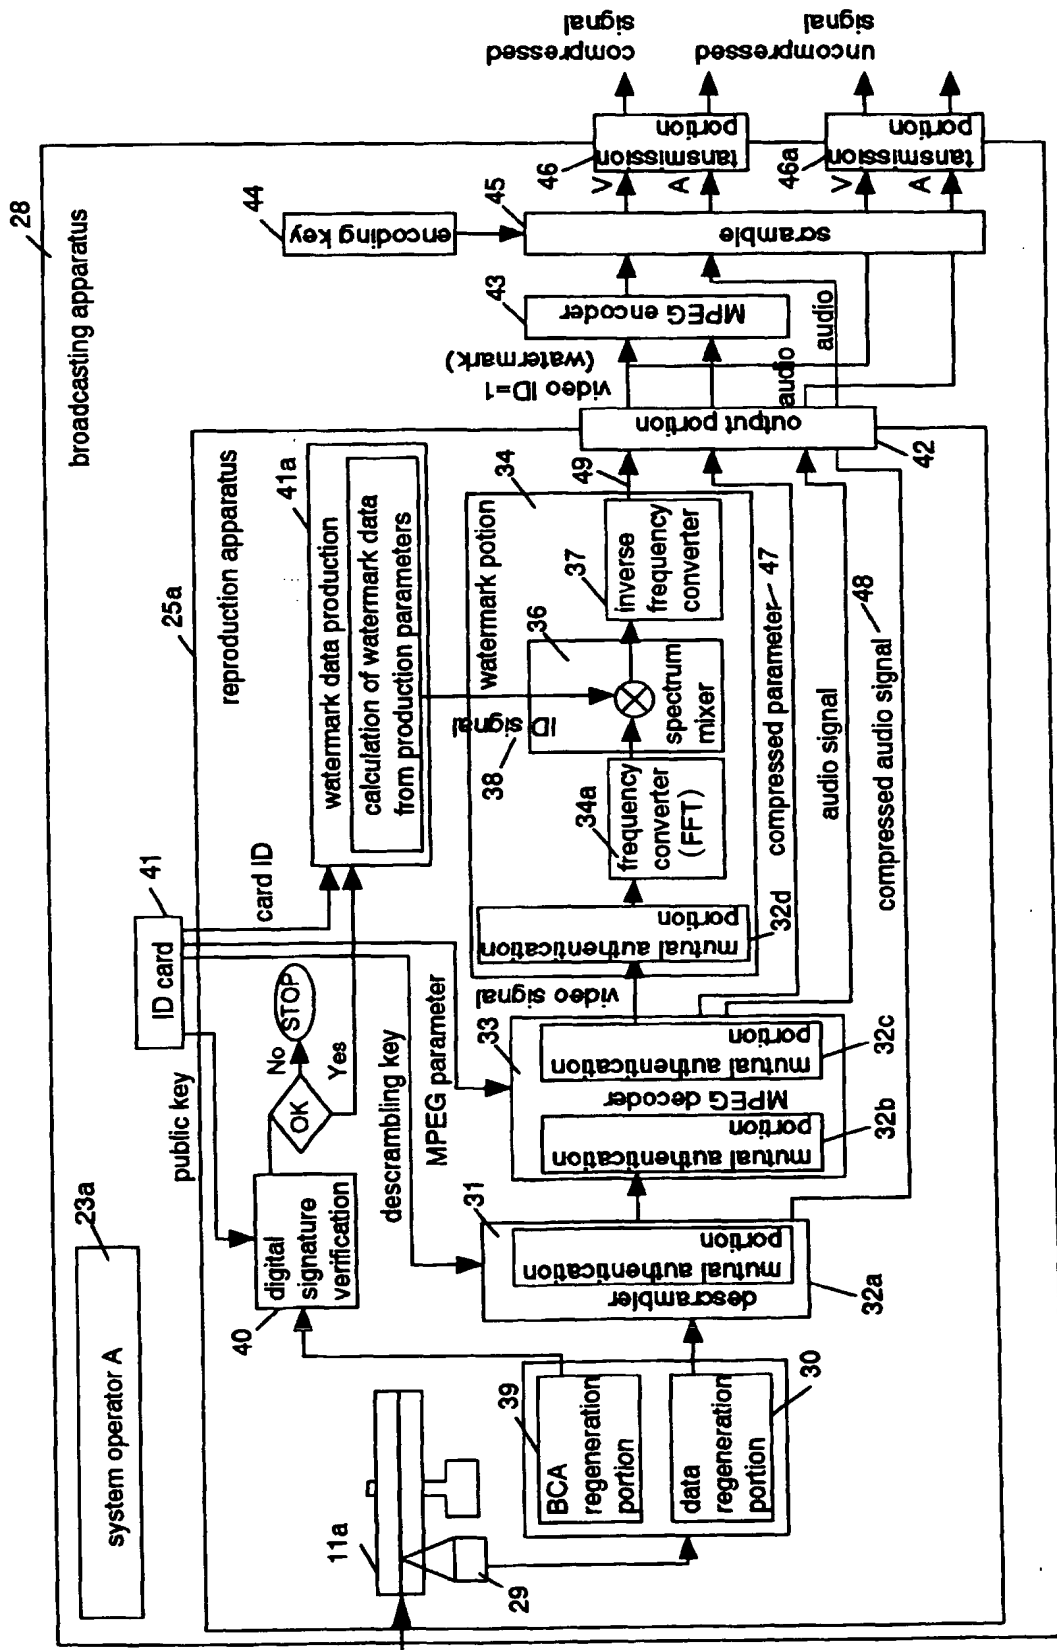 28
broadcasting apparatus
system operator A
23a
25a
reproduction apparatus
public key
ID card
41
card ID
watermark data production
41a
calculation of watermark data
from production parameters
digital
signature
verification
40
OK
No
STOP
Yes
descrambling key
MPEG parameter
11a
29
39
BCA
regeneration
portion
data
regeneration
portion
30
31
descrambler
mutual authentication
portion
32a
33
MPEG decoder
mutual authentication
portion
32b
mutual authentication
portion
32c
video signal
watermark potion
34
mutual authentication
portion
32d
34a
frequency
converter
(FFT)
ID
signal
38
36
spectrum
mixer
37
inverse
frequency
converter
49
compressed parameter
47
audio signal
48
compressed audio signal
output portion
42
video ID=1
(watermark)
audio
audio
43
MPEG encoder
44
encoding key
45
scramble
V
A
46
tansmission
portion
compressed
signal
V
A
46a
tansmission
portion
uncompressed
signal